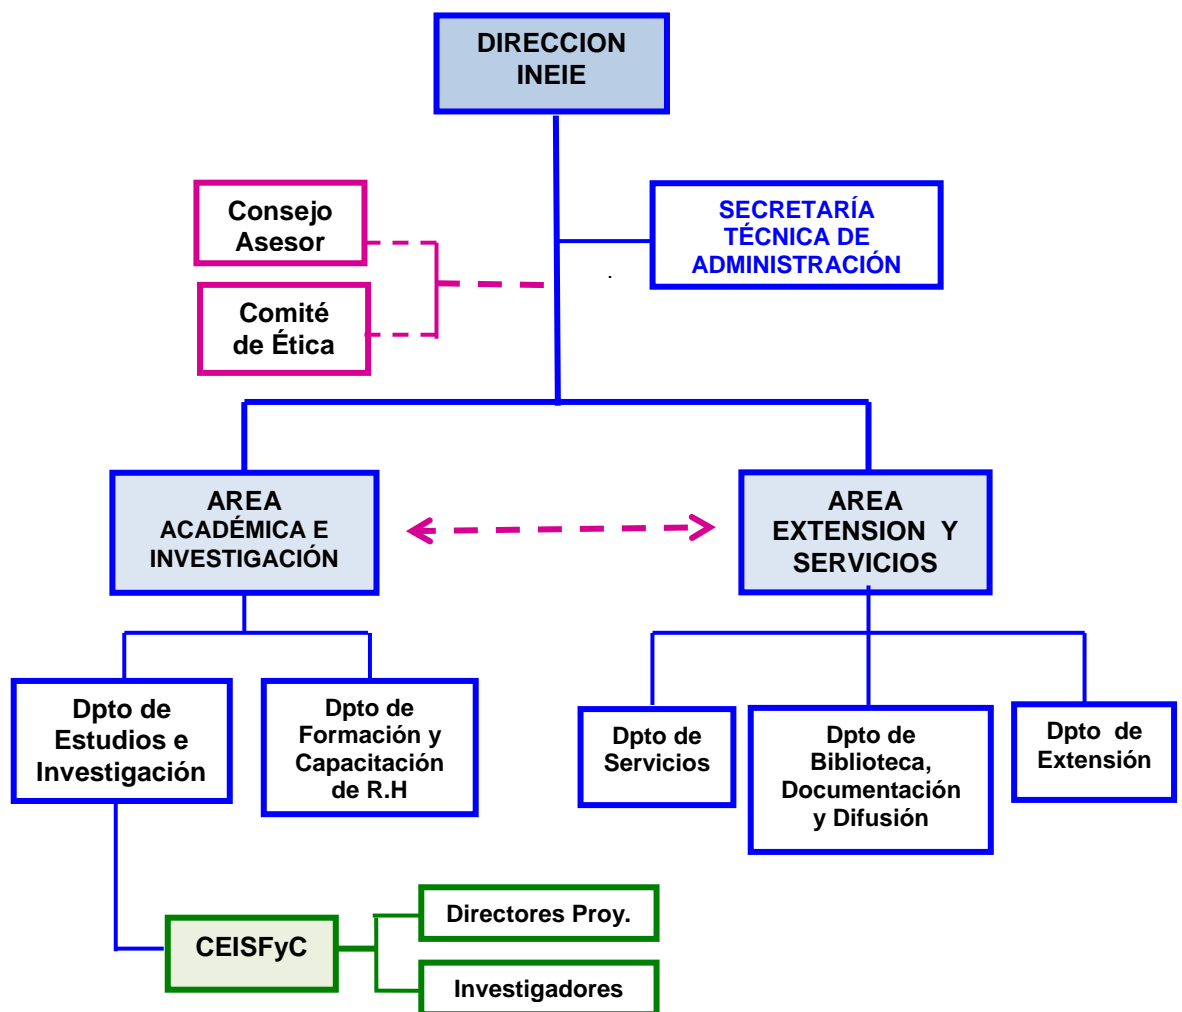 DIRECCION
INEIE
Consejo
Asesor
SECRETARÍA
TÉCNICA DE
ADMINISTRACIÓN
.
Comité
de Ética
AREA
ACADÉMICA E
INVESTIGACIÓN
AREA
EXTENSION Y
SERVICIOS
Dpto de
Estudios e
Investigación
Dpto de
Formación y
Capacitación
de R.H
Dpto de
Servicios
Dpto de
Biblioteca,
Documentación
y Difusión
Dpto de
Extensión
CEISFyC
Directores Proy.
Investigadores